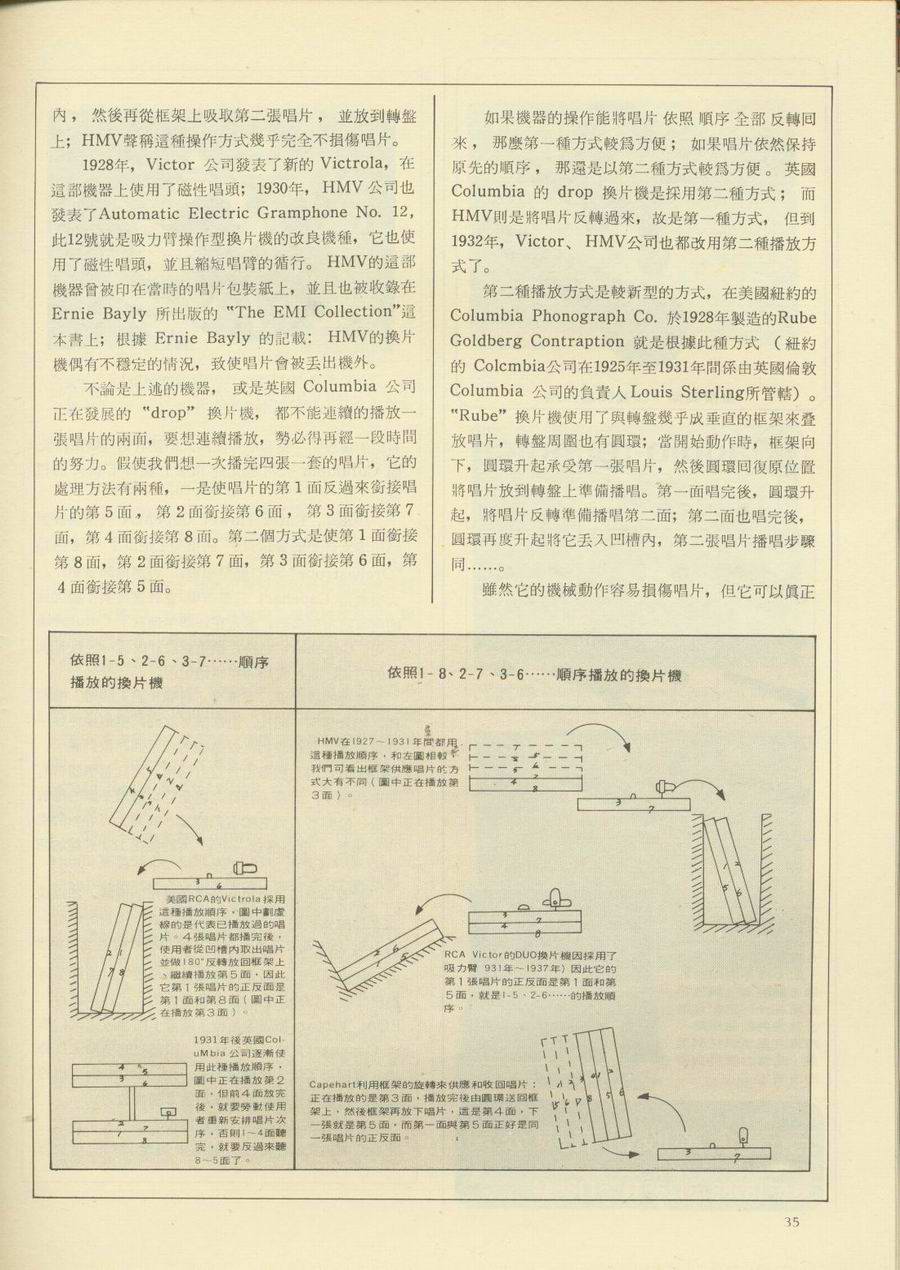 內， 然後再從框架上吸取第二張唱片， 並放到轉盤
上；HMV聲稱這種操作方式幾乎完全不損傷唱片。
1928年，Victor 公司發表了新的 Victrola，在
這部機器上使用了磁性唱頭；1930年， HMV 公司也
發表了Automatic Electric Gramphone No. 12，
此12號就是吸力臂操作型換片機的改良機種，它也使
用了磁性唱頭，並且縮短唱臂的循行。 HMV的這部
機器曾被印在當時的唱片包裝紙上，並且也被收錄在
Ernie Bayly 所出版的 “The EMI Collection”這
本書上；根據 Ernie Bayly 的記載： HMV的換片
機偶有不穩定的情況，致使唱片會被丟出機外。
不論是上述的機器， 或是英國 Columbia 公司
正在發展的 “drop” 換片機， 都不能連續的播放一
張唱片的兩面，要想連續播放，勢必得再經一段時間
的努力。假使我們想一次播完四張一套的唱片，它的
處理方法有兩種，一是使唱片的第1面反過來銜接唱
片的第5面， 第2面銜接第6面， 第3面銜接第7
面，第4面銜接第8面。第二個方式是使第1面銜接
第8面，第2面銜接第7面，第3面銜接第6面，第
4面銜接第5面。
如果機器的操作能將唱片 依照 順序 全部 反轉回
來， 那麼第一種方式較爲方便； 如果唱片依然保持
原先的順序， 那還是以第二種方式較爲方便。 英國
Columbia 的 drop 換片機是採用第二種方式； 而
HMV則是將唱片反轉過來，故是第一種方式， 但到
1932年，Victor、 HMV公司也都改用第二種播放方
式了。
第二種播放方式是較新型的方式，在美國紐約的
Columbia Phonograph Co. 於1928年製造的Rube
Goldberg Contraption 就是根據此種方式 （ 紐約
的 Colcmbia公司在1925年至1931年間係由英國倫敦
Columbia 公司的負責人 Louis Sterling所管轄）。
“Rube” 換片機使用了與轉盤幾乎成垂直的框架來叠
放唱片，轉盤周圍也有圓環；當開始動作時，框架向
下，圓環升起承受第一張唱片，然後圓環回復原位置
將唱片放到轉盤上準備播唱。第一面唱完後，圓環升
起，將唱片反轉準備播唱第二面；第二面也唱完後，
圓環再度升起將它丟入凹槽內，第二張唱片播唱步驟
同……。
雖然它的機械動作容易損傷唱片，但它可以眞正
依照1-5、2-6、3-7……順序
播放的換片機
美國RCA的Victrola採用
這種播放順序，圖中劃虛
線的是代表已播放過的唱
片。4張唱片都播完後，
使用者從凹槽內取出唱片
並做180°反轉放回框架上
、繼續播放第5面，因此
它第1張唱片的正反面是
第1面和第8面（圖中正
在播放第3面）。
1931年後英國Col-
uMbia 公司逐漸使
用此種播放順序，
圖中正在播放第2
面，但前4面放完
後，就要勞動使用
者重新安排唱片次
序，否則1～4面聽
完，就要反過來聽
8～5面了。
依照1-8、2-7、3-6……順序播放的換片機
HMV在1927～1931年間都用
這種播放順序，和左圖相較，
我們可看出框架供應唱片的方
式大有不同（圖中正在播放第
3面）。
RCA Victor的DUO換片機因採用了
吸力臂 931年～1937年）因此它的
第1張唱片的正反面是第1面和第
5面，就是1-5、2-6……的播放順
序。
Capehart利用框架的旋轉來供應和收回唱片；
正在播放的是第3面，播放完後由圓環送回框
架上，然後框架再放下唱片，這是第4面，下
一張就是第5面，而第一面與第5面正好是同
一張唱片的正反面。
35